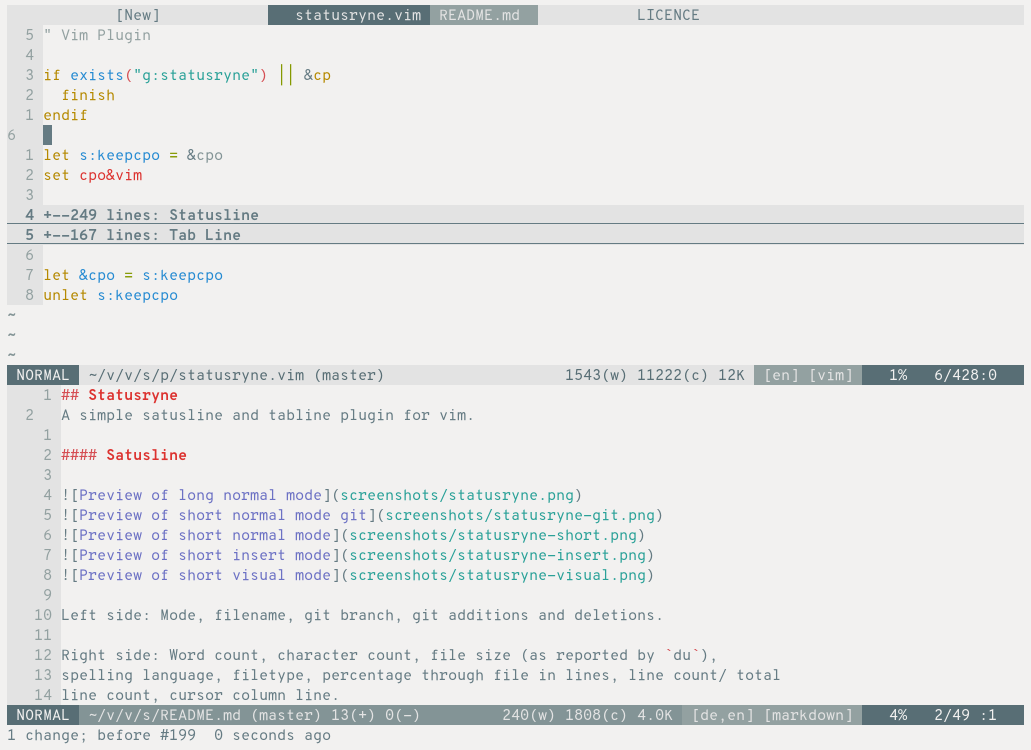 [New] statusryne.vim README.md LICENCE
5 " Vim Plugin
4
3 if exists("g:statusryne") || &cp
2   finish
1 endif
6
1 let s:keepcpo = &cpo
2 set cpo&vim
3
4 +--249 lines: Statusline
5 +--167 lines: Tab Line
6
7 let &cpo = s:keepcpo
8 unlet s:keepcpo
~
~
~
NORMAL ~/v/v/s/p/statusryne.vim (master) 1543(w) 11222(c) 12K [en] [vim] 1% 6/428:0
1 ## Statusryne
2 A simple satusline and tabline plugin for vim.
1
2 #### Satusline
3
4 ![Preview of long normal mode](screenshots/statusryne.png)
5 ![Preview of short normal mode git](screenshots/statusryne-git.png)
6 ![Preview of short normal mode](screenshots/statusryne-short.png)
7 ![Preview of short insert mode](screenshots/statusryne-insert.png)
8 ![Preview of short visual mode](screenshots/statusryne-visual.png)
9
10 Left side: Mode, filename, git branch, git additions and deletions.
11
12 Right side: Word count, character count, file size (as reported by `du`),
13 spelling language, filetype, percentage through file in lines, line count/ total
14 line count, cursor column line.
NORMAL ~/v/v/s/README.md (master) 13(+) 0(-) 240(w) 1808(c) 4.0K [de,en] [markdown] 4% 2/49 :1
1 change; before #199  0 seconds ago